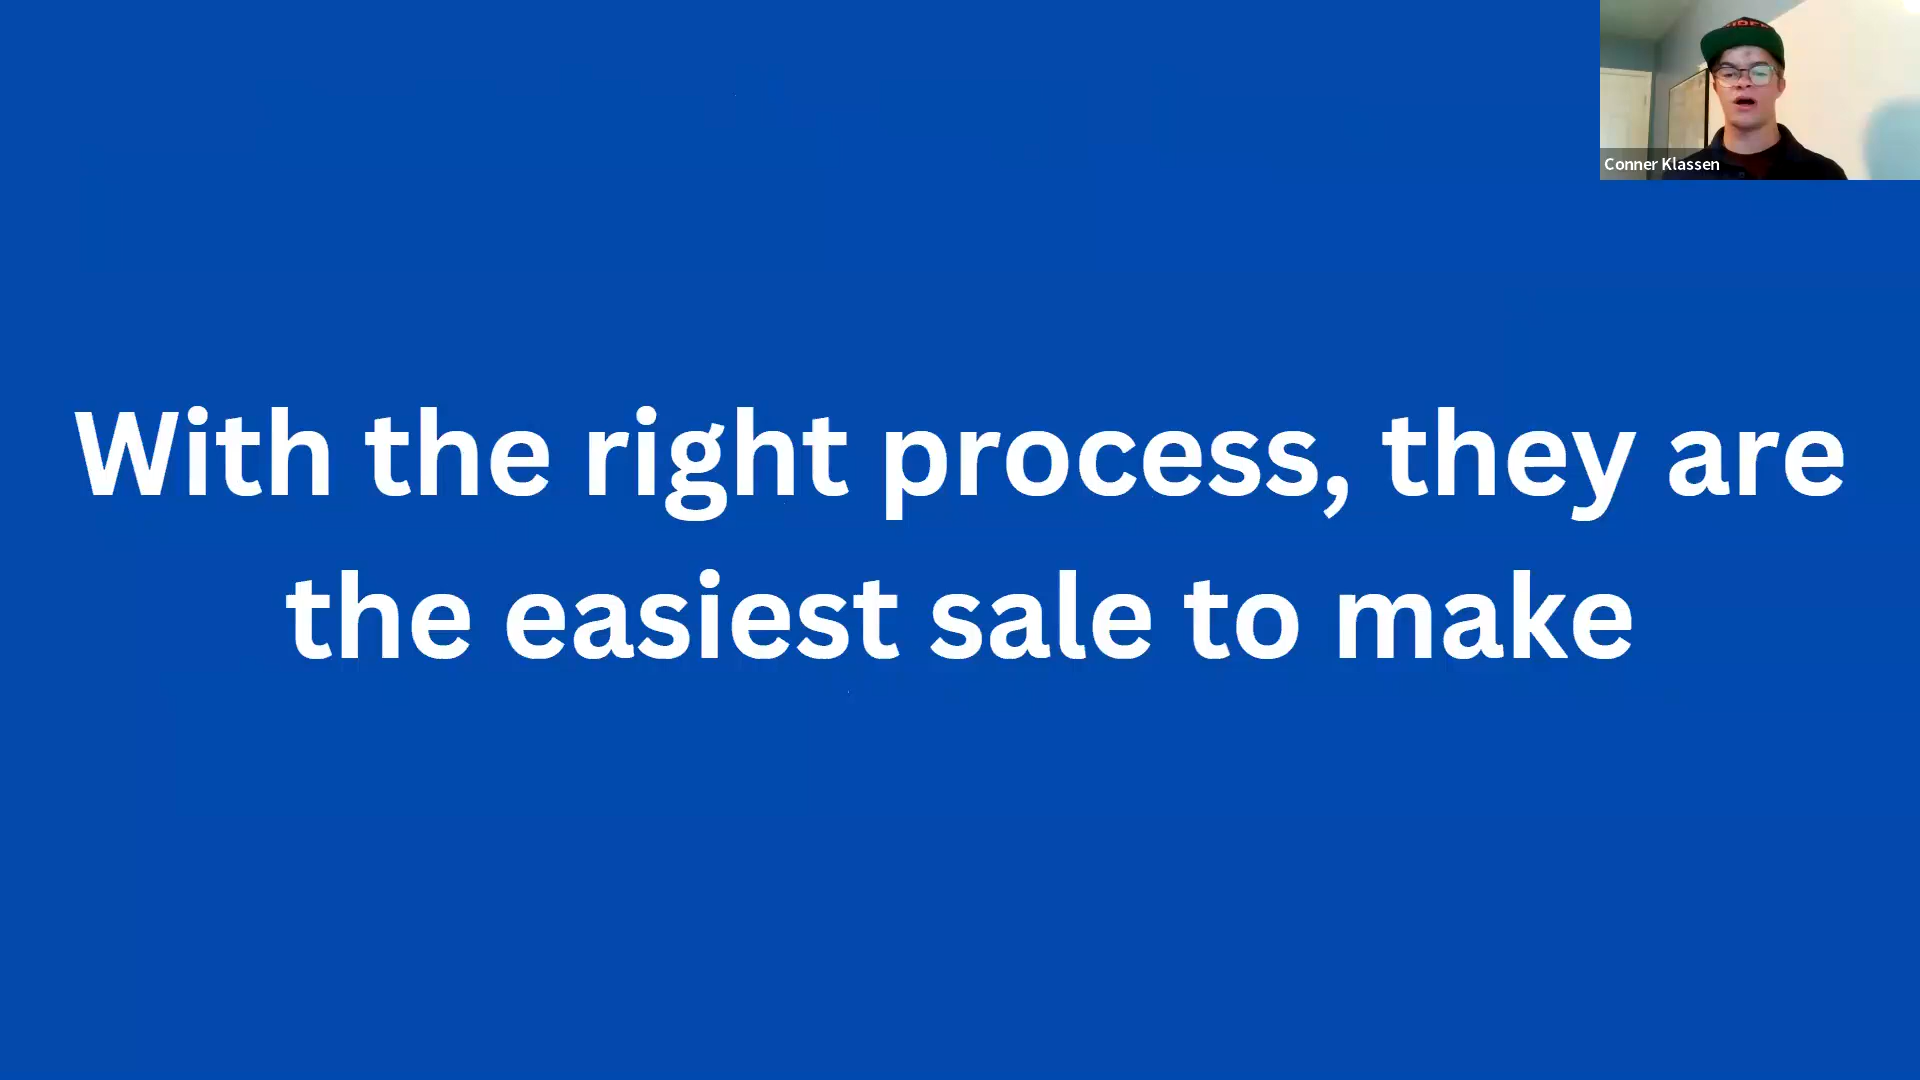 Conner Klassen
With the right process, they are
the easiest sale to make